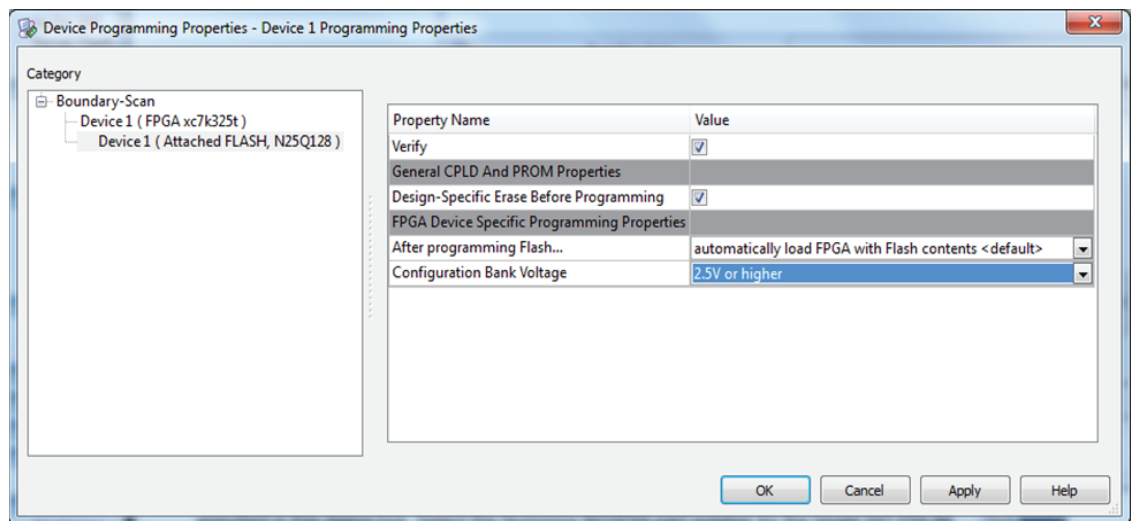 Device Programming Properties - Device 1 Programming Properties
Category
Boundary-Scan
Device 1 ( FPGA xc7k325t )
Device 1 ( Attached FLASH, N25Q128 )
Property Name Value
Verify
General CPLD And PROM Properties
Design-Specific Erase Before Programming
FPGA Device Specific Programming Properties
After programming Flash... automatically load FPGA with Flash contents <default>
Configuration Bank Voltage 2.5V or higher
OK Cancel Apply Help